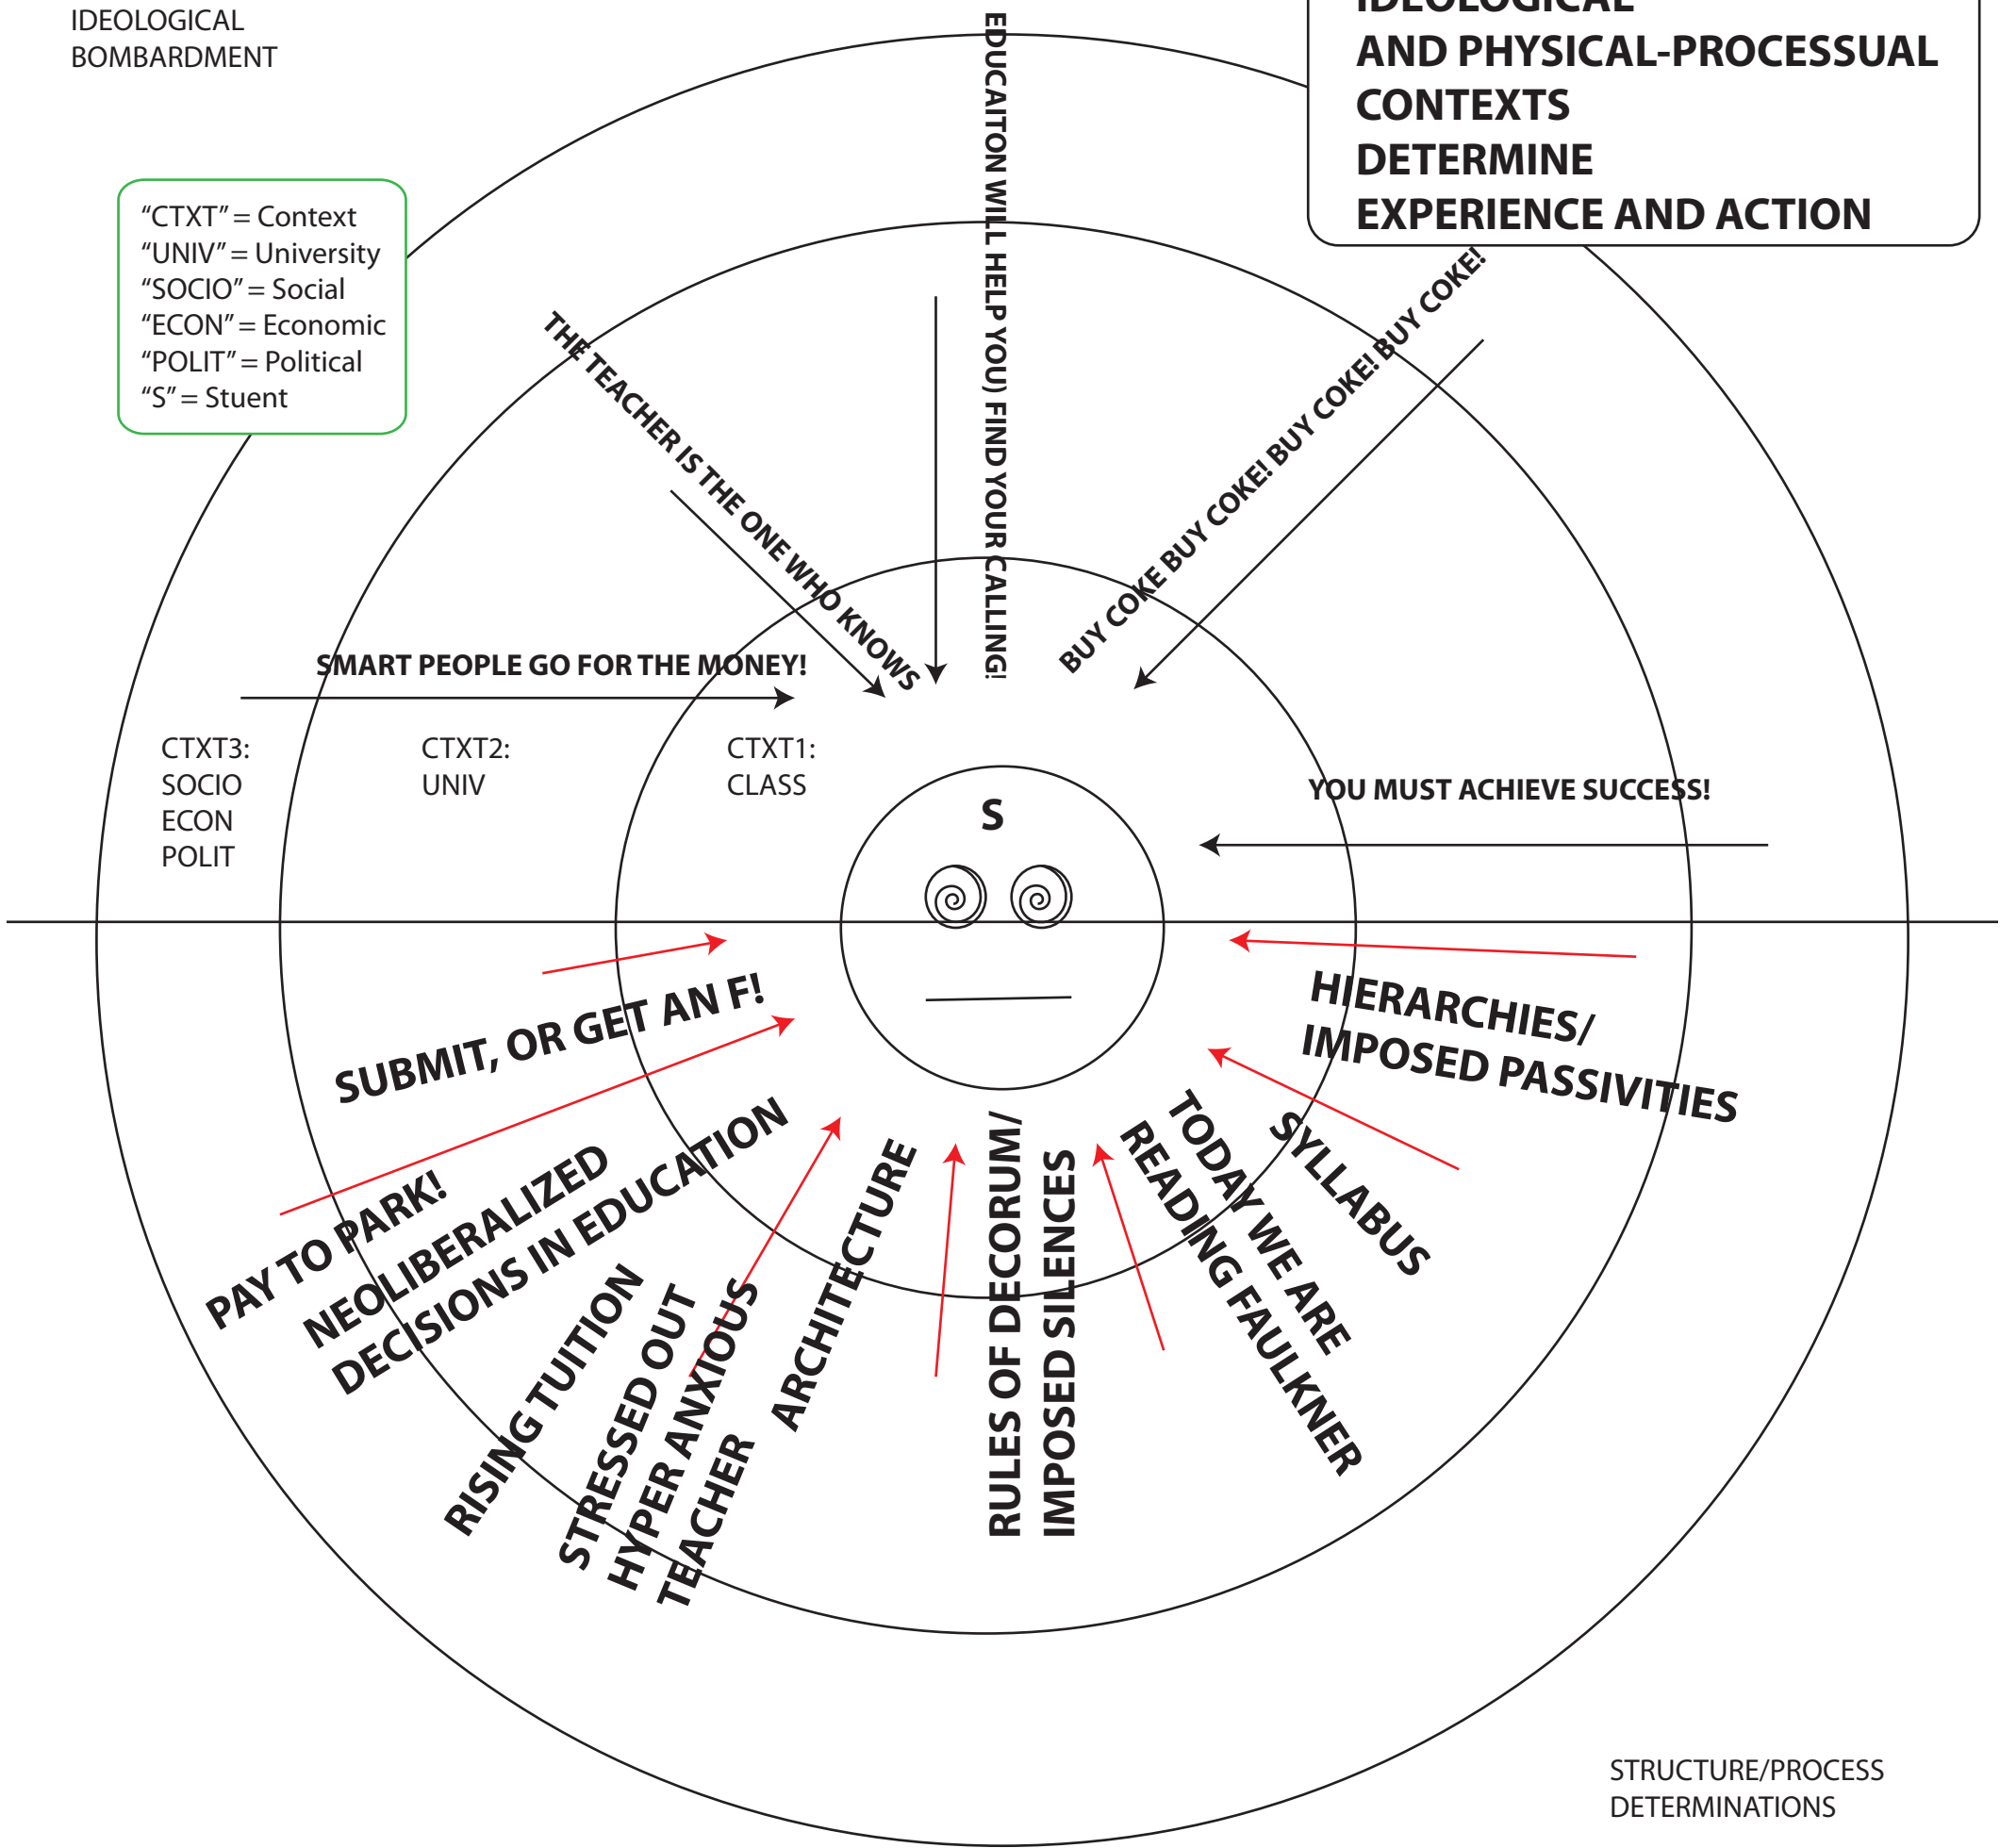 IDEOLOGICAL
BOMBARDMENT
IDEOLOGICAL
AND PHYSICAL-PROCESSUAL
CONTEXTS
DETERMINE
EXPERIENCE AND ACTION
“CTXT” = Context
“UNIV” = University
“SOCIO” = Social
“ECON” = Economic
“POLIT” = Political
“S” = Stuent
EDUCAITON WILL HELP YOU) FIND YOUR CALLING!
THE TEACHER IS THE ONE WHO KNOWS
BUY COKE BUY COKE! BUY COKE! BUY COKE!
SMART PEOPLE GO FOR THE MONEY!
CTXT3:
SOCIO
ECON
POLIT
CTXT2:
UNIV
CTXT1:
CLASS
S
YOU MUST ACHIEVE SUCCESS!
SUBMIT, OR GET AN F!
HIERARCHIES/
IMPOSED PASSIVITIES
PAY TO PARK!
NEOLIBERALIZED
DECISIONS IN EDUCATION
RISING TUITION
STRESSED OUT
HYPER ANXIOUS
TEACHER
ARCHITECTURE
RULES OF DECORUM/
IMPOSED SILENCES
TODAY WE ARE
READING FAULKNER
SYLLABUS
STRUCTURE/PROCESS
DETERMINATIONS